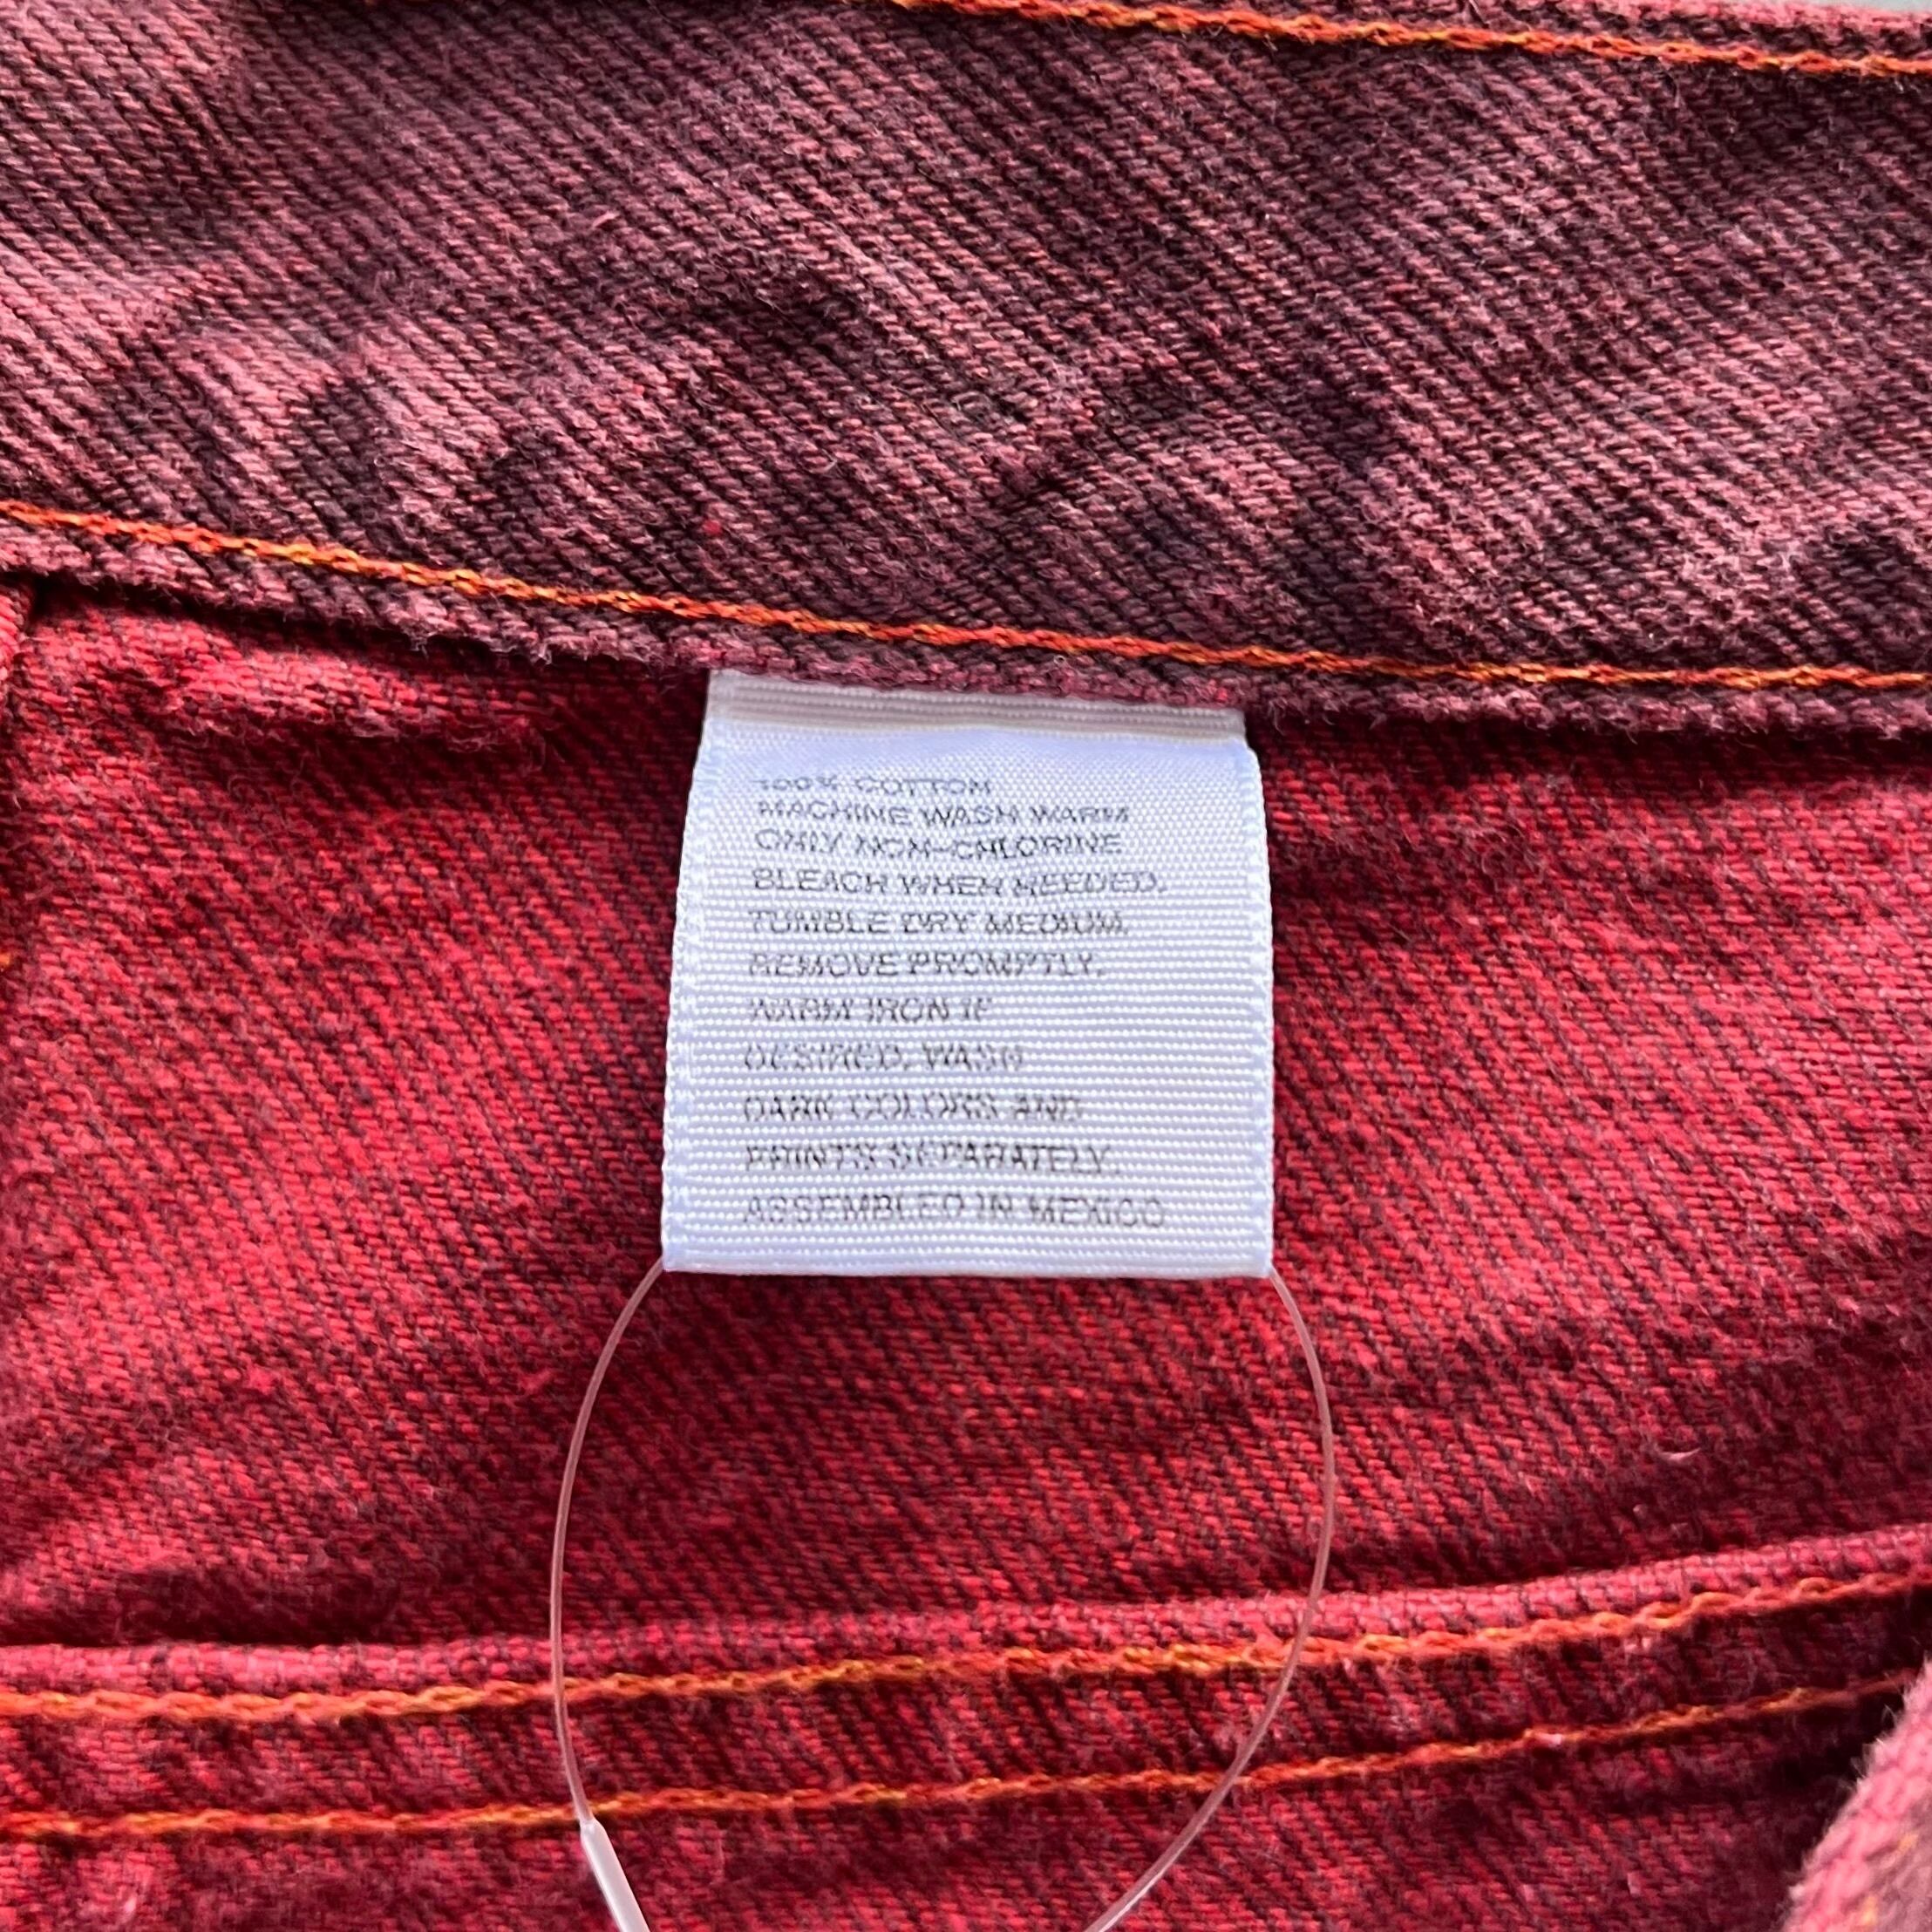 100% COTTON
MACHINE WASH WARM
ONLY NON-CHLORINE
BLEACH WHEN NEEDED.
TUMBLE DRY MEDIUM.
REMOVE PROMPTLY.
WARM IRON IF
DESIRED. WASH
DARK COLORS AND
PRINTS SEPARATELY.
ASSEMBLED IN MEXICO